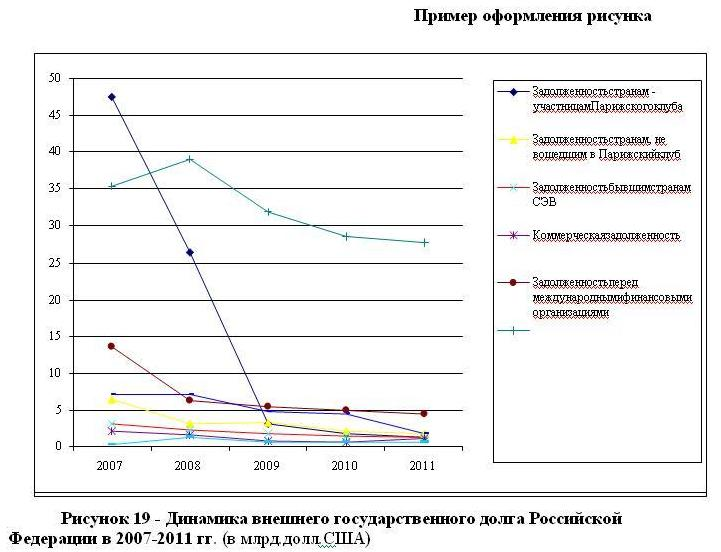 Пример оформления рисунка
50
45
40
35
30
25
20
15
10
5
0
2007
2008
2009
2010
2011
Задолженностьстранам -
участницамПарижскогоклуба
Задолженностьстранам, не
вошедшим в Парижскийклуб
Задолженностьбывшимстранам
СЭВ
Коммерческаязадолженность
Задолженностьперед
международнымифинансовыми
организациями
Рисунок 19 - Динамика внешнего государственного долга Российской
Федерации в 2007-2011 гг. (в млрд.долл.США)